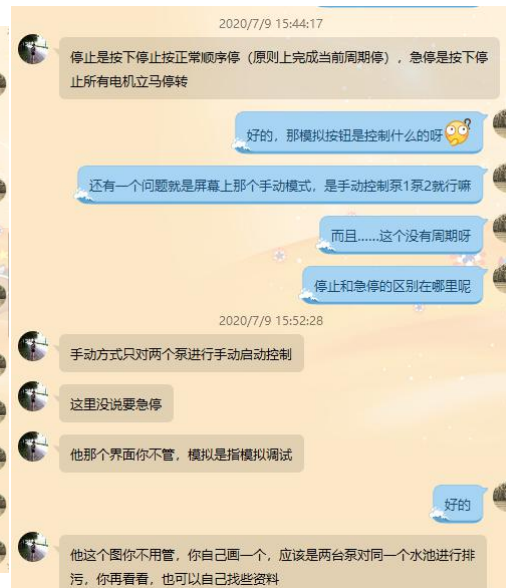 2020/7/9 15:44:17
停止是按下停止按正常顺序停（原则上完成当前周期停），急停是按下停
止所有电机立马停转
好的，那模拟按钮是控制什么的呀
还有一个问题就是屏幕上那个手动模式，是手动控制泵1泵2就行嘛
而且......这个没有周期呀
停止和急停的区别在哪里呢
2020/7/9 15:52:28
手动方式只对两个泵进行手动启动控制
这里没说要急停
他那个界面你不管，模拟是指模拟调试
好的
他这个图你不用管，你自己画一个，应该是两台泵对同一个水池进行排
污，你再看看，也可以自己找些资料